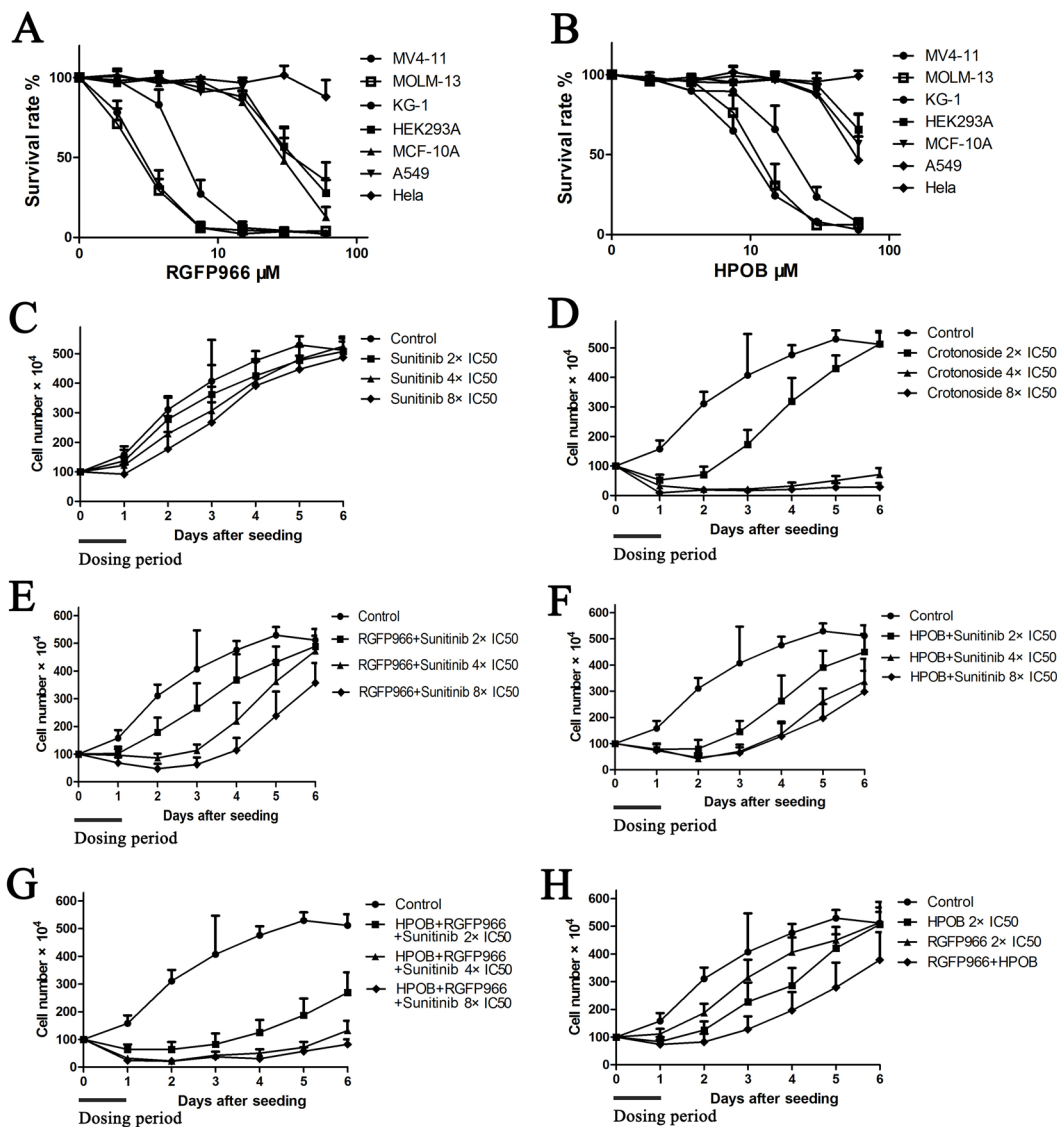 A
Survival rate %
100
50
0
0
10
100
RGFP966 µM
MV4-11
MOLM-13
KG-1
HEK293A
MCF-10A
A549
Hela
B
Survival rate %
100
50
0
0
10
100
HPOB µM
MV4-11
MOLM-13
KG-1
HEK293A
MCF-10A
A549
Hela
C
Cell number × 10⁴
500
400
300
200
100
0
0 1 2 3 4 5 6
Days after seeding
Dosing period
Control
Sunitinib 2× IC50
Sunitinib 4× IC50
Sunitinib 8× IC50
D
Cell number × 10⁴
500
400
300
200
100
0
0 1 2 3 4 5 6
Days after seeding
Dosing period
Control
Crotonoside 2× IC50
Crotonoside 4× IC50
Crotonoside 8× IC50
E
Cell number × 10⁴
600
500
400
300
200
100
0
0 1 2 3 4 5 6
Days after seeding
Dosing period
Control
RGFP966+Sunitinib 2× IC50
RGFP966+Sunitinib 4× IC50
RGFP966+Sunitinib 8× IC50
F
Cell number × 10⁴
600
500
400
300
200
100
0
0 1 2 3 4 5 6
Days after seeding
Dosing period
Control
HPOB+Sunitinib 2× IC50
HPOB+Sunitinib 4× IC50
HPOB+Sunitinib 8× IC50
G
Cell number × 10⁴
600
500
400
300
200
100
0
0 1 2 3 4 5 6
Days after seeding
Dosing period
Control
HPOB+RGFP966
+Sunitinib 2× IC50
HPOB+RGFP966
+Sunitinib 4× IC50
HPOB+RGFP966
+Sunitinib 8× IC50
H
Cell number × 10⁴
600
500
400
300
200
100
0
0 1 2 3 4 5 6
Days after seeding
Dosing period
Control
HPOB 2× IC50
RGFP966 2× IC50
RGFP966+HPOB